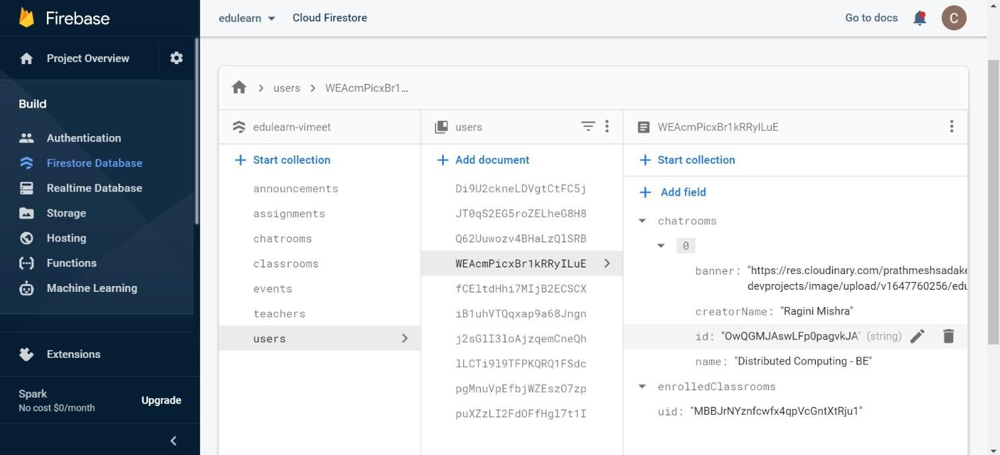 Firebase
Project Overview
Build
Authentication
Firestore Database
Realtime Database
Storage
Hosting
Functions
Machine Learning
Extensions
Spark
No cost $0/month
Upgrade
edulearn
Cloud Firestore
Go to docs
C
users
WEAcmPicxBr1...
edulearn-vimeet
Start collection
announcements
assignments
chatrooms
classrooms
events
teachers
users
users
Add document
Di9U2ckneLDVgtCtFC5j
JT0qS2EG5roZELheG8H8
Q62Uuwozv4BHaLzQlSRB
WEAcmPicxBr1kRRyILuE
fCEltdHhi7MIjB2ECSCX
iB1uhVTQqxap9a68Jngn
j2sGlI3loAjzqemCneQh
lLCTi9l9TFPKQRQ1FSdc
pgMnuVpEfbjWZEszO7zp
puXZzLI2FdOFfHgl7t1I
WEAcmPicxBr1kRRyILuE
Start collection
Add field
chatrooms
0
banner: "https://res.cloudinary.com/prathmeshsadake
devprojects/image/upload/v1647760256/edu
creatorName: "Ragini Mishra"
id: "OwQGMJAswLFp0pagvkJA" (string)
name: "Distributed Computing - BE"
enrolledClassrooms
uid: "MBBJrNYznfcwfx4qpVcGntXtRju1"